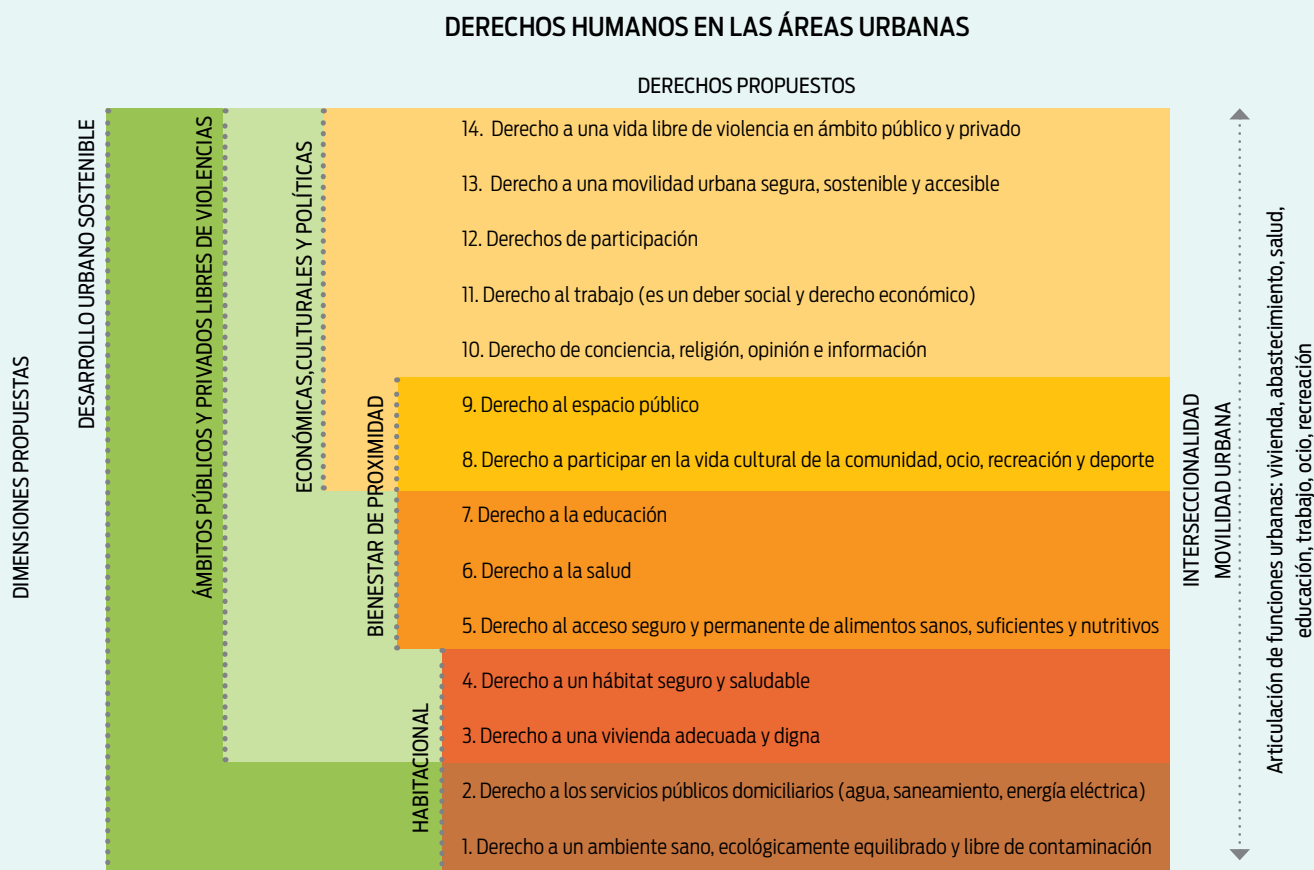 DERECHOS HUMANOS EN LAS ÁREAS URBANAS
DERECHOS PROPUESTOS
DIMENSIONES PROPUESTAS
DESARROLLO URBANO SOSTENIBLE
ÁMBITOS PÚBLICOS Y PRIVADOS LIBRES DE VIOLENCIAS
ECONÓMICAS,CULTURALES Y POLÍTICAS
BIENESTAR DE PROXIMIDAD
HABITACIONAL
14. Derecho a una vida libre de violencia en ámbito público y privado
13. Derecho a una movilidad urbana segura, sostenible y accesible
12. Derechos de participación
11. Derecho al trabajo (es un deber social y derecho económico)
10. Derecho de conciencia, religión, opinión e información
9. Derecho al espacio público
8. Derecho a participar en la vida cultural de la comunidad, ocio, recreación y deporte
7. Derecho a la educación
6. Derecho a la salud
5. Derecho al acceso seguro y permanente de alimentos sanos, suficientes y nutritivos
4. Derecho a un hábitat seguro y saludable
3. Derecho a una vivienda adecuada y digna
2. Derecho a los servicios públicos domiciliarios (agua, saneamiento, energía eléctrica)
1. Derecho a un ambiente sano, ecológicamente equilibrado y libre de contaminación
INTERSECCIONALIDAD
MOVILIDAD URBANA
Articulación de funciones urbanas: vivienda, abastecimiento, salud,
educación, trabajo, ocio, recreación